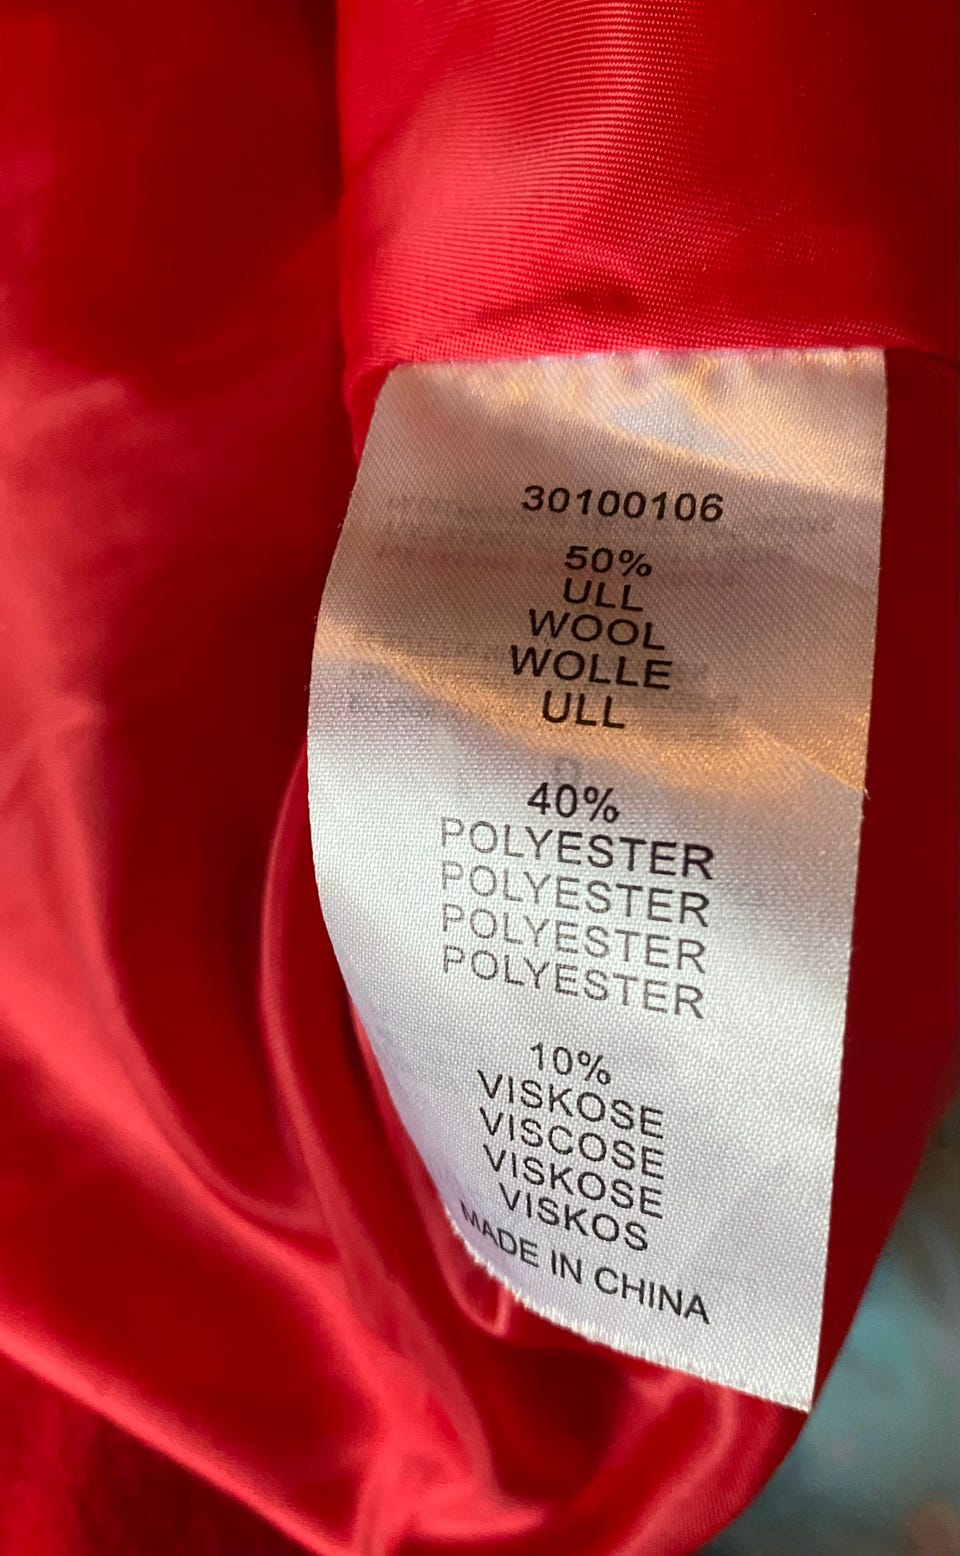 30100106
50%
ULL
WOOL
WOLLE
ULL
40%
POLYESTER
POLYESTER
POLYESTER
POLYESTER
10%
VISKOSE
VISCOSE
VISKOSE
VISKOS
MADE IN CHINA